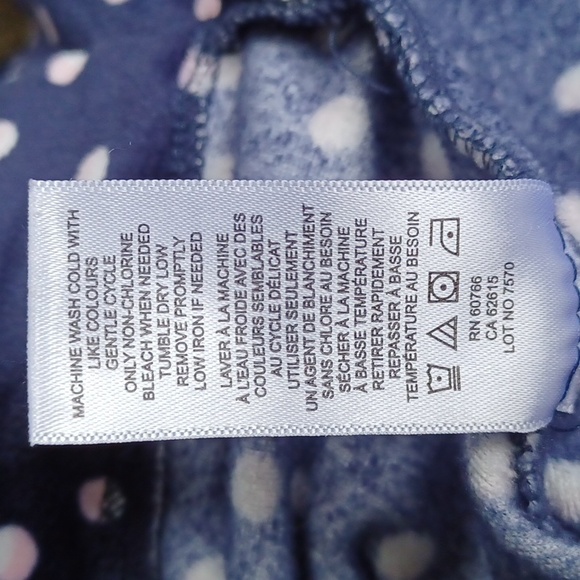 MACHINE WASH COLD WITH
LIKE COLOURS
GENTLE CYCLE
ONLY NON-CHLORINE
BLEACH WHEN NEEDED
TUMBLE DRY LOW
REMOVE PROMPTLY
LOW IRON IF NEEDED
LAVER À LA MACHINE
À L'EAU FROIDE AVEC DES
COULEURS SEMBLABLES
AU CYCLE DÉLICAT
UTILISER SEULEMENT
UN AGENT DE BLANCHIMENT
SANS CHLORE AU BESOIN
SÉCHER À LA MACHINE
À BASSE TEMPÉRATURE
RETIRER RAPIDEMENT
REPASSER À BASSE
TEMPÉRATURE AU BESOIN
RN 60766
CA 62615
LOT NO 7570